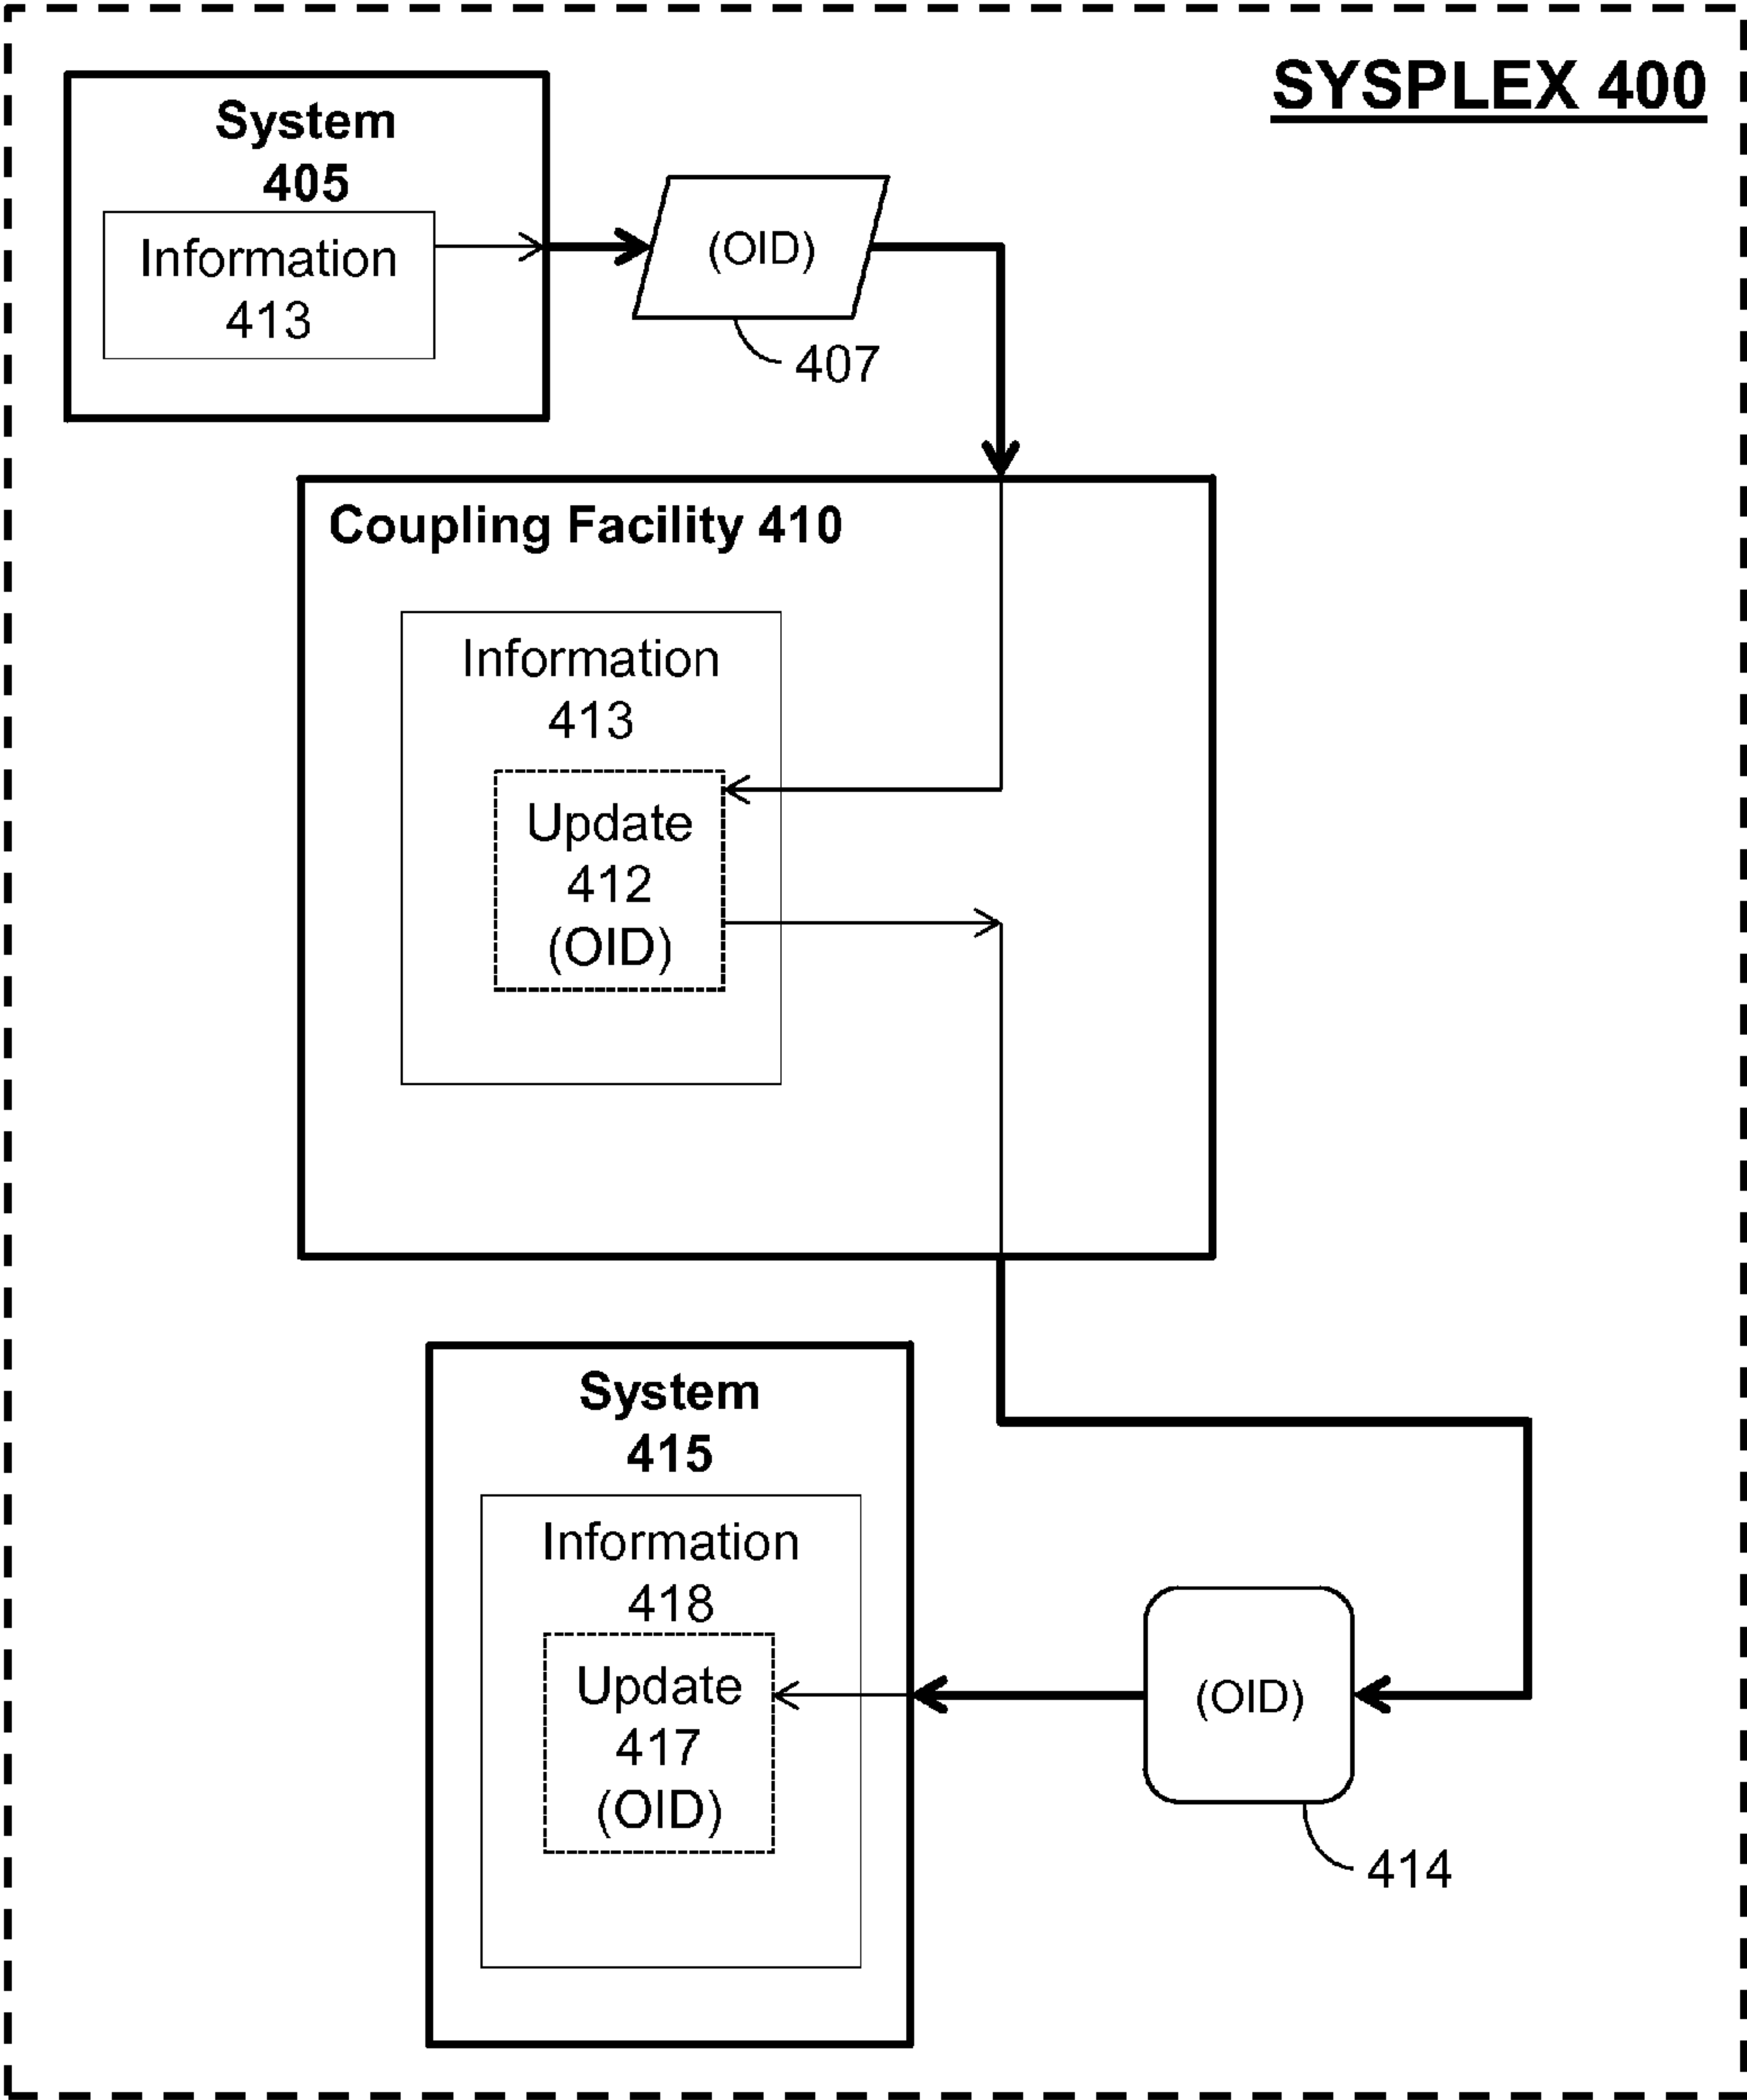 SYSPLEX 400
System
405
Information
413
(OID)
407
Coupling Facility 410
Information
413
Update
412
(OID)
System
415
Information
418
Update
417
(OID)
(OID)
414